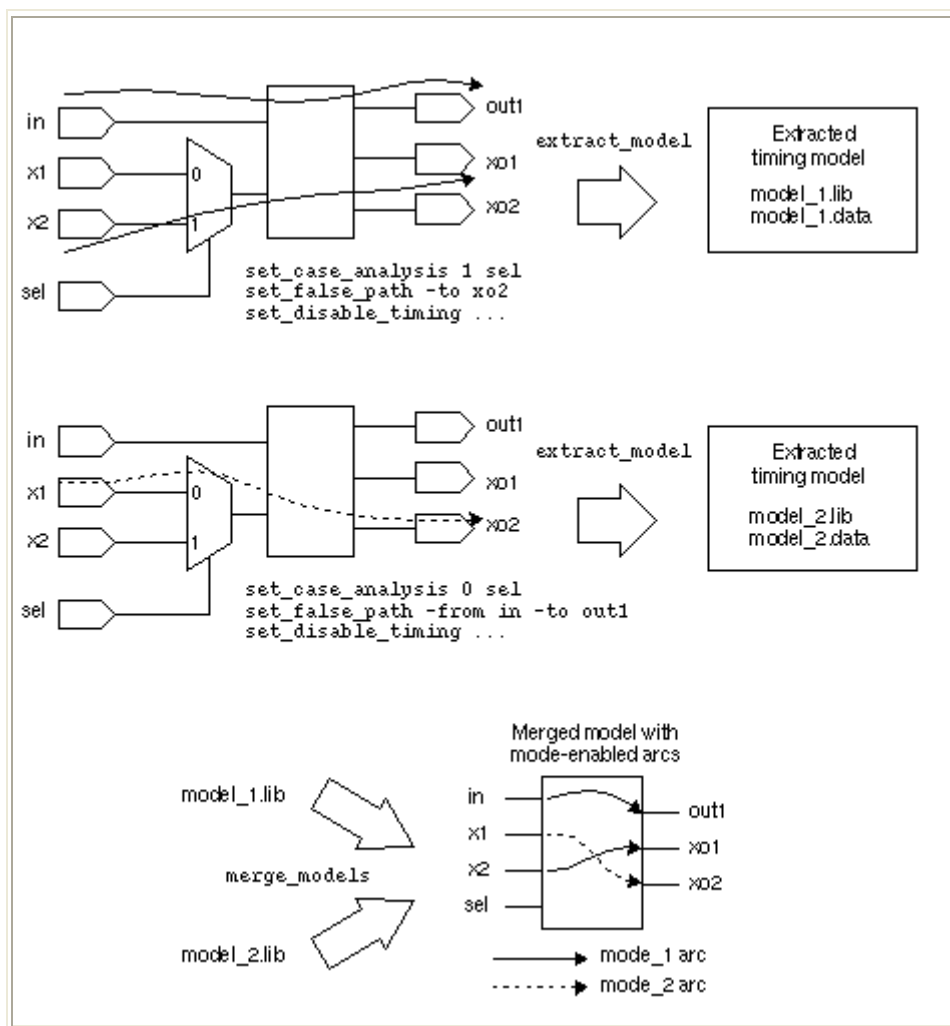 in
out1
extract_model
Extracted
timing model
model_1.lib
model_1.data
x1
0
xo1
x2
1
xo2
sel
set_case_analysis 1 sel
set_false_path -to xo2
set_disable_timing ...
in
out1
extract_model
Extracted
timing model
model_2.lib
model_2.data
x1
0
xo1
x2
1
xo2
sel
set_case_analysis 0 sel
set_false_path -from in -to out1
set_disable_timing ...
Merged model with
mode-enabled arcs
model_1.lib
merge_models
model_2.lib
in
out1
x1
xo1
x2
xo2
sel
mode_1 arc
mode_2 arc